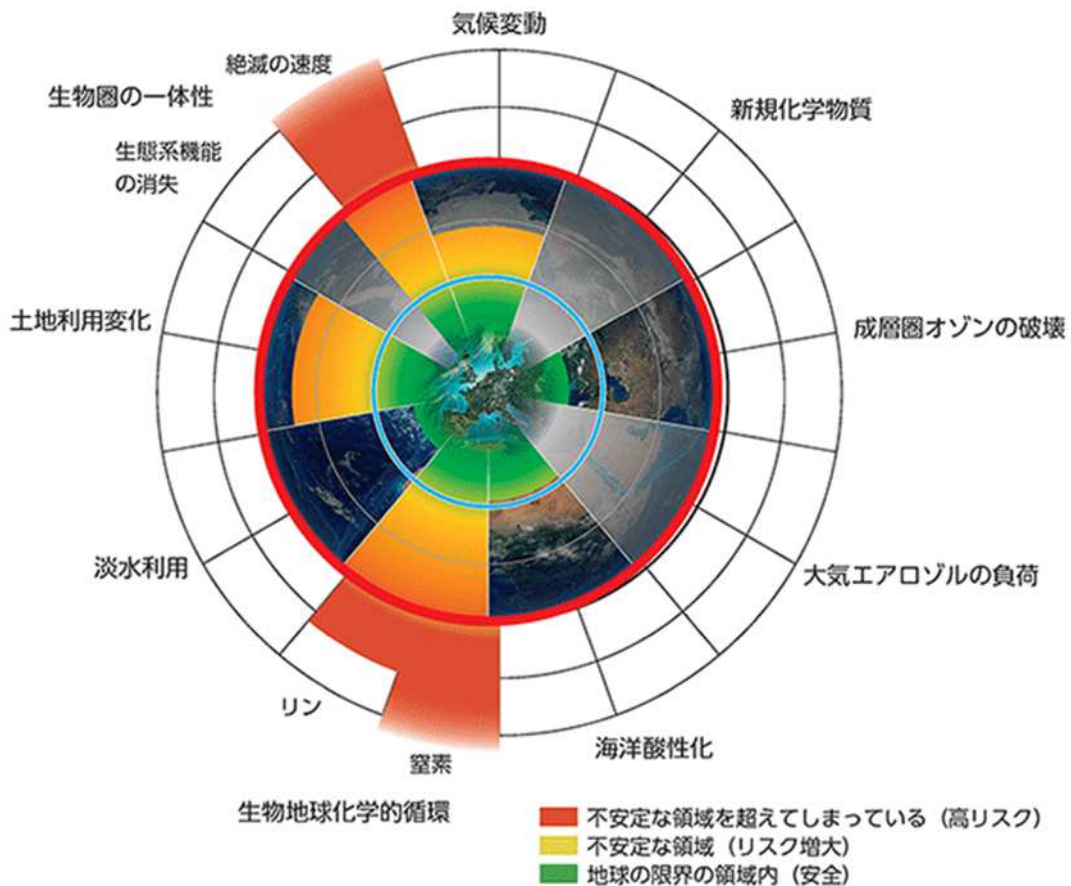 気候変動
絶滅の速度
生物圏の一体性
新規化学物質
生態系機能
の消失
土地利用変化
成層圏オゾンの破壊
淡水利用
大気エアロゾルの負荷
リン
海洋酸性化
窒素
生物地球化学的循環
不安定な領域を超えてしまっている（高リスク）
不安定な領域（リスク増大）
地球の限界の領域内（安全）